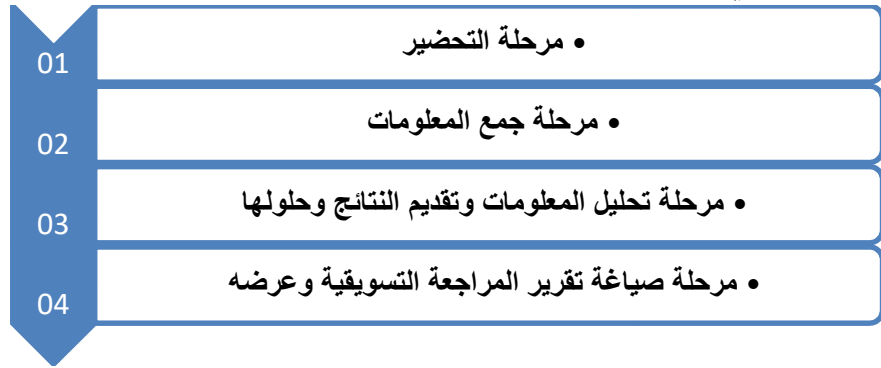 01
• مرحلة التحضير
02
• مرحلة جمع المعلومات
03
• مرحلة تحليل المعلومات وتقديم النتائج وحلولها
04
• مرحلة صياغة تقرير المراجعة التسويقية وعرضه